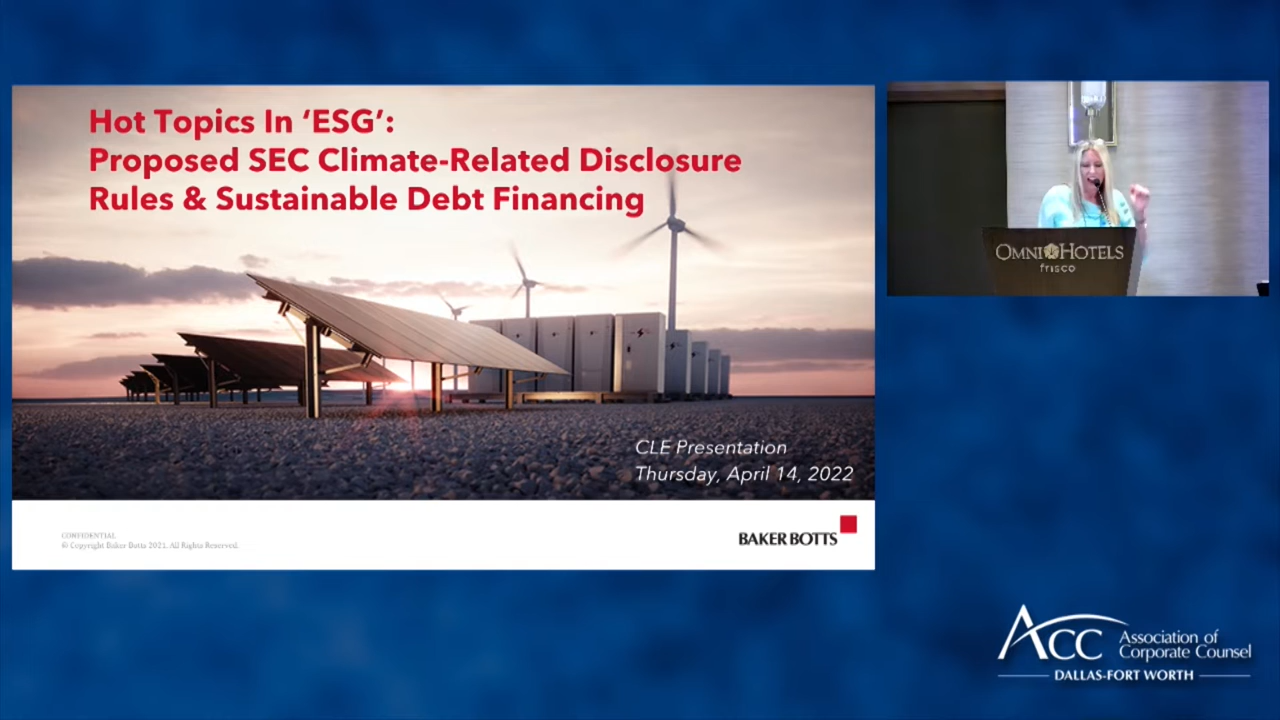 Hot Topics In ‘ESG’:
Proposed SEC Climate-Related Disclosure
Rules & Sustainable Debt Financing
CLE Presentation
Thursday, April 14, 2022
CONFIDENTIAL
© Copyright Baker Botts 2021. All Rights Reserved.
BAKER BOTTS
OMNI HOTELS
frisco
ACC Association of
Corporate Counsel
DALLAS-FORT WORTH